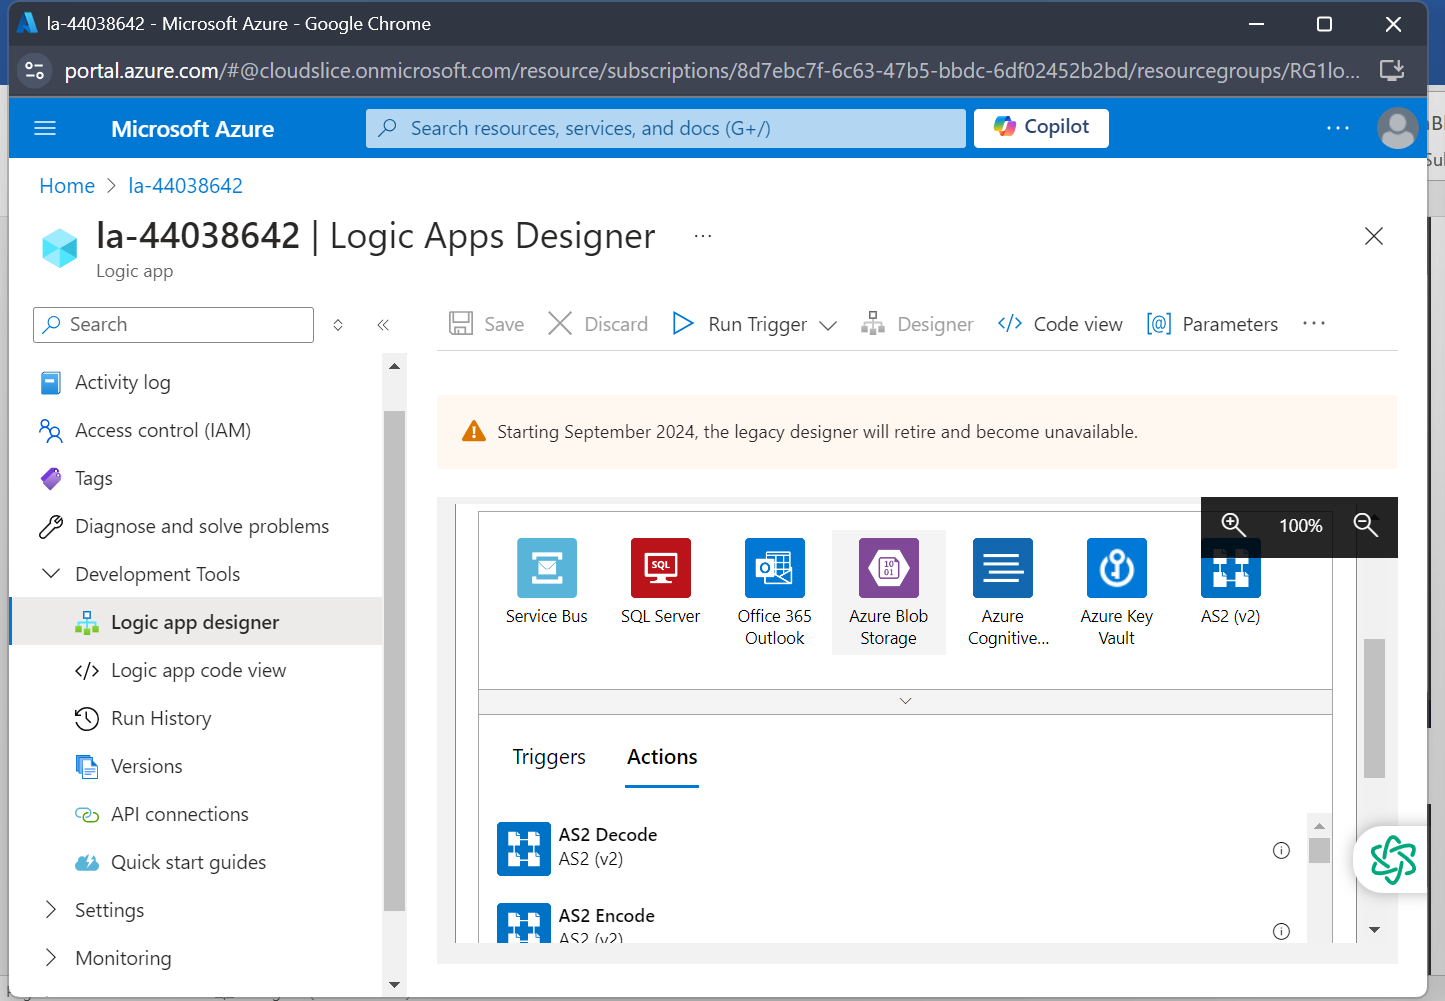 la-44038642 - Microsoft Azure - Google Chrome
portal.azure.com/#@cloudslice.onmicrosoft.com/resource/subscriptions/8d7ebc7f-6c63-47b5-bbdc-6df02452b2bd/resourcegroups/RG1lo...
Microsoft Azure
Search resources, services, and docs (G+/)
Copilot
Home > la-44038642
la-44038642 | Logic Apps Designer
Logic app
Search
Save
Discard
Run Trigger
Designer
Code view
Parameters
Activity log
Access control (IAM)
Tags
Diagnose and solve problems
Development Tools
Logic app designer
Logic app code view
Run History
Versions
API connections
Quick start guides
Settings
Monitoring
Starting September 2024, the legacy designer will retire and become unavailable.
100%
Service Bus
SQL
SQL Server
Office 365
Outlook
10
01
Azure Blob
Storage
Azure
Cognitive...
Azure Key
Vault
AS2 (v2)
Triggers
Actions
AS2 Decode
AS2 (v2)
AS2 Encode
AS2 (v2)